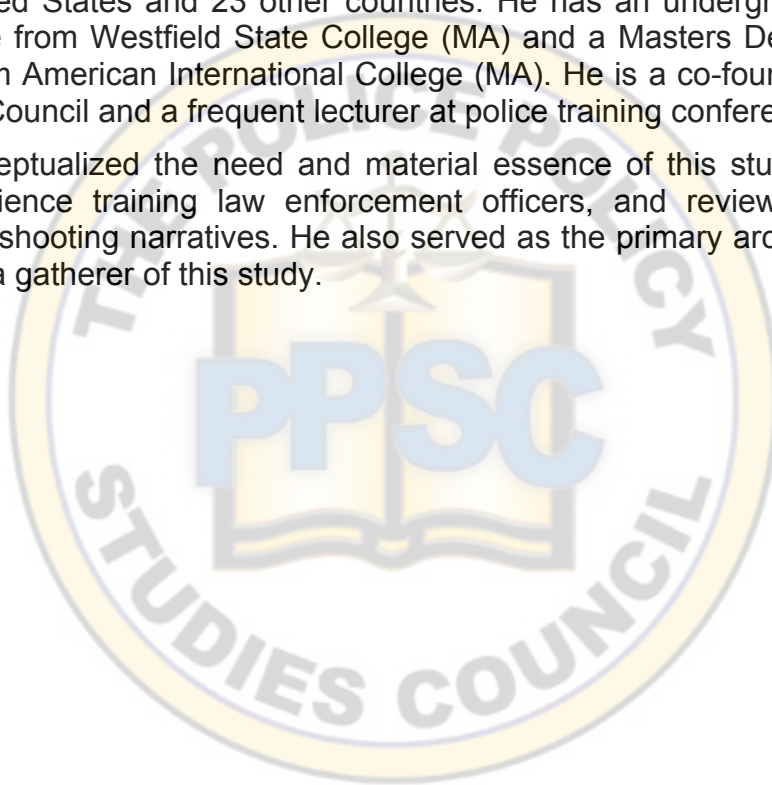 ed States and 23 other countries. He has an undergr
e from Westfield State College (MA) and a Masters De
m American International College (MA). He is a co-foun
Council and a frequent lecturer at police training confere
eptualized the need and material essence of this stu
ience training law enforcement officers, and review
shooting narratives. He also served as the primary arc
a gatherer of this study.
THE POLICE POLICY
PPSC
STUDIES COUNCIL